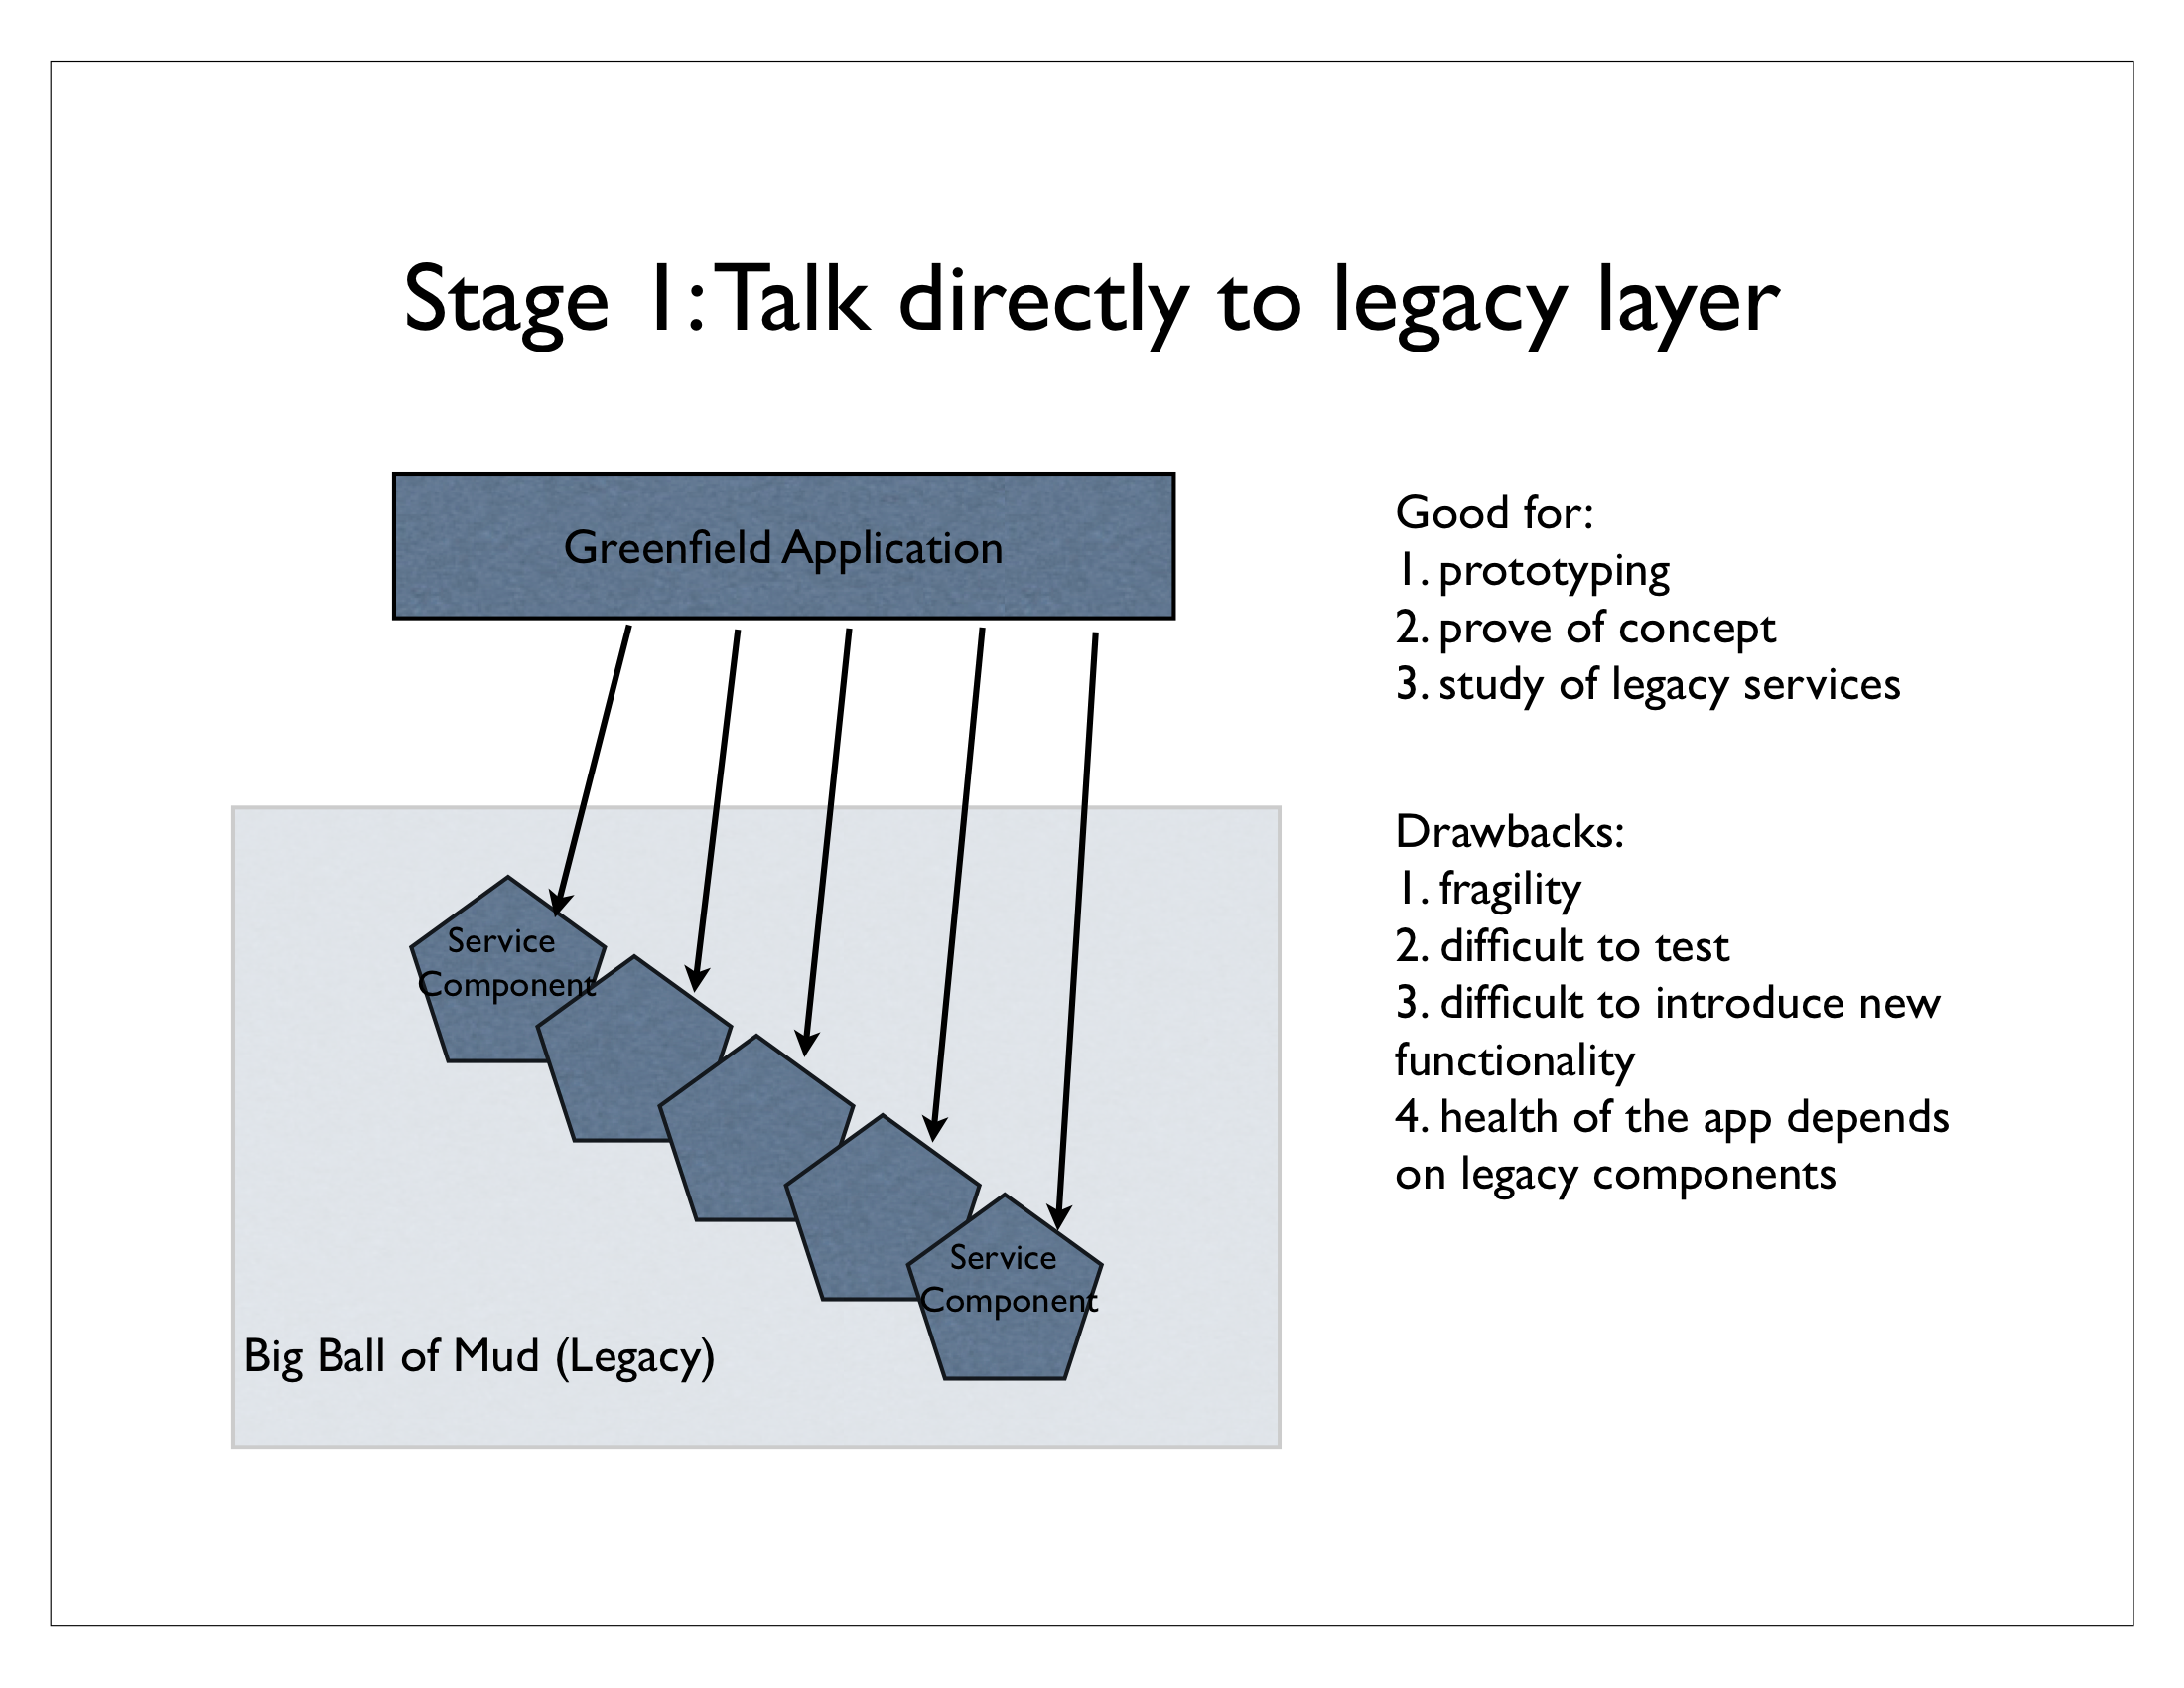 Stage 1: Talk directly to legacy layer
Greenfield Application
Good for:
1. prototyping
2. prove of concept
3. study of legacy services
Drawbacks:
1. fragility
2. difficult to test
3. difficult to introduce new
functionality
4. health of the app depends
on legacy components
Service
Component
Service
Component
Big Ball of Mud (Legacy)